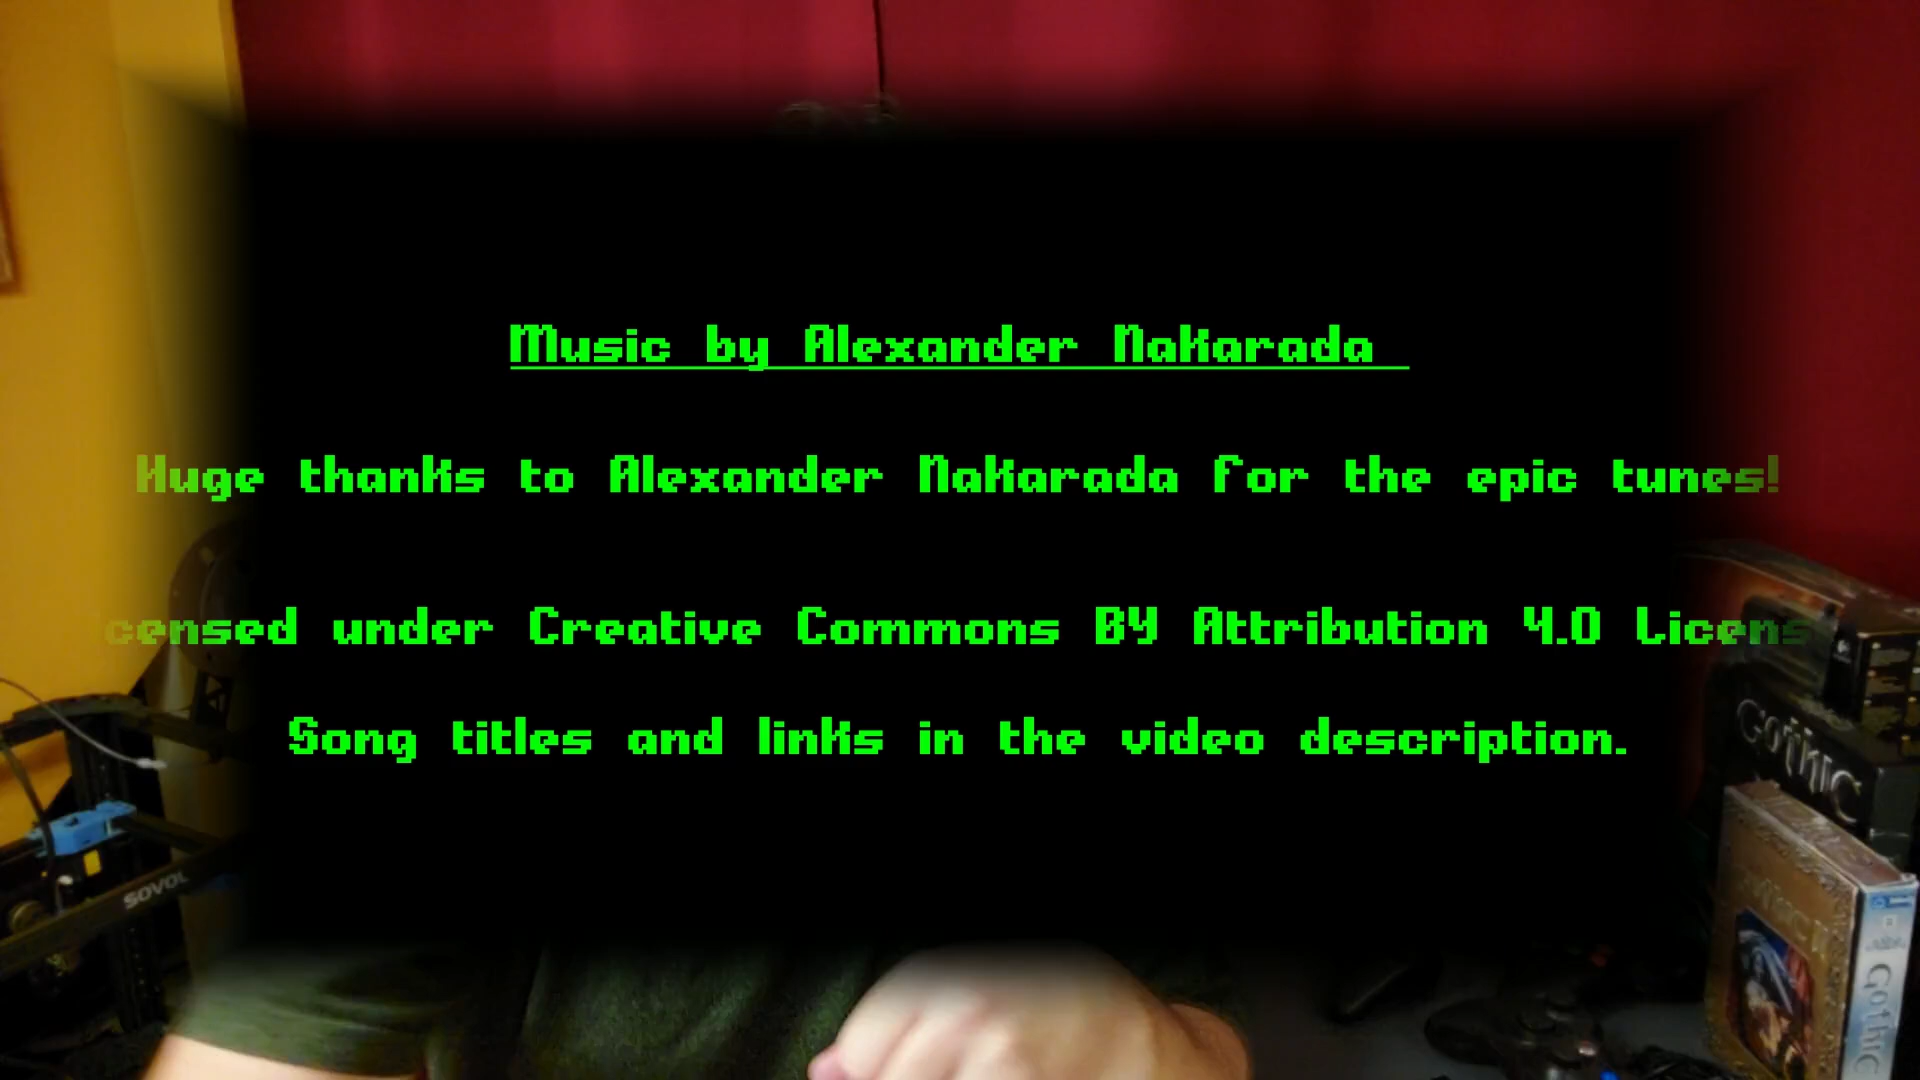 Music by Alexander Nakarada
Huge thanks to Alexander Nakarada for the epic tunes!
censed under Creative Commons BY Attribution 4.0 Licens
Song titles and links in the video description.
SOVOL
GOTHIC
GOTHIC